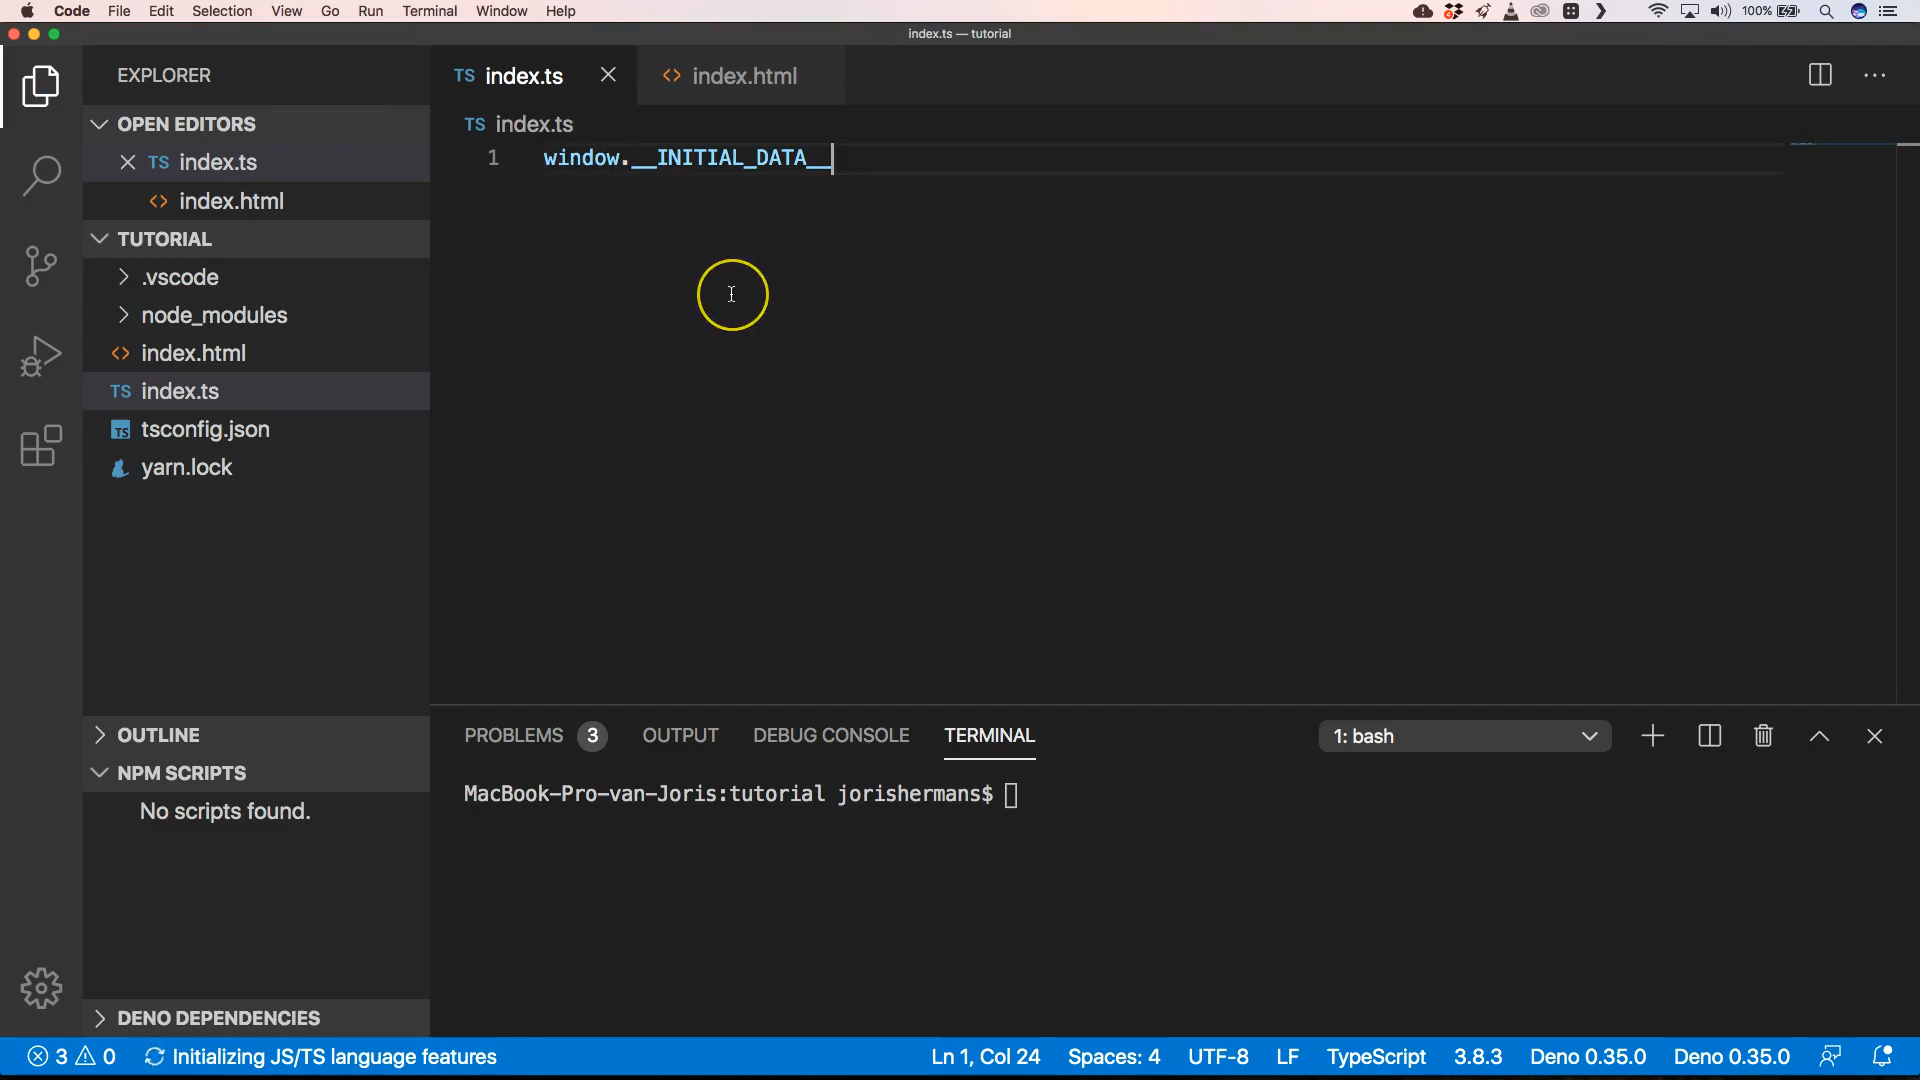 Code File Edit Selection View Go Run Terminal Window Help 100%
index.ts — tutorial
EXPLORER
OPEN EDITORS
TS index.ts
<> index.html
TUTORIAL
.vscode
node_modules
<> index.html
TS index.ts
TS tsconfig.json
yarn.lock
OUTLINE
NPM SCRIPTS
No scripts found.
DENO DEPENDENCIES
TS index.ts
<> index.html
TS index.ts
1 window.__INITIAL_DATA__
PROBLEMS 3 OUTPUT DEBUG CONSOLE TERMINAL 1: bash
MacBook-Pro-van-Joris:tutorial jorishermans$
3 0 Initializing JS/TS language features Ln 1, Col 24 Spaces: 4 UTF-8 LF TypeScript 3.8.3 Deno 0.35.0 Deno 0.35.0